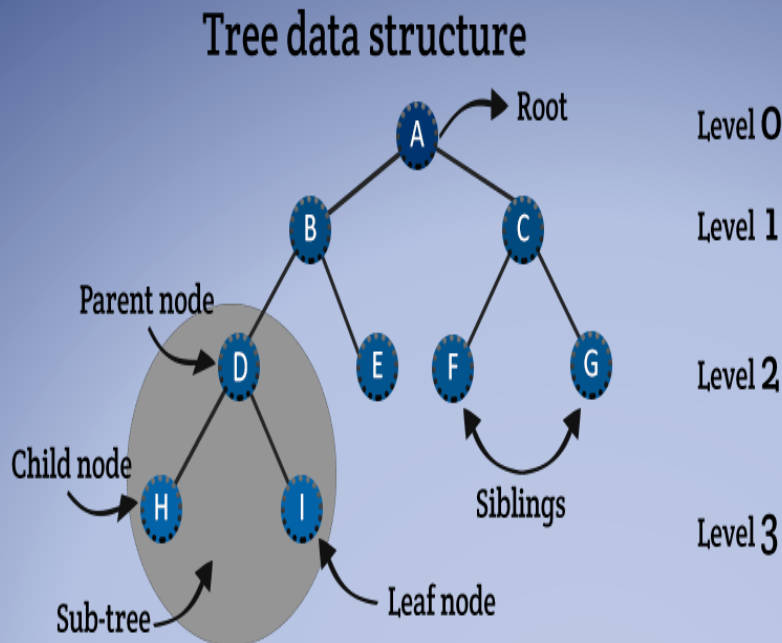 Tree data structure
A
Root
Level 0
B
C
Level 1
Parent node
D
E
F
G
Level 2
Child node
H
I
Siblings
Level 3
Sub-tree
Leaf node